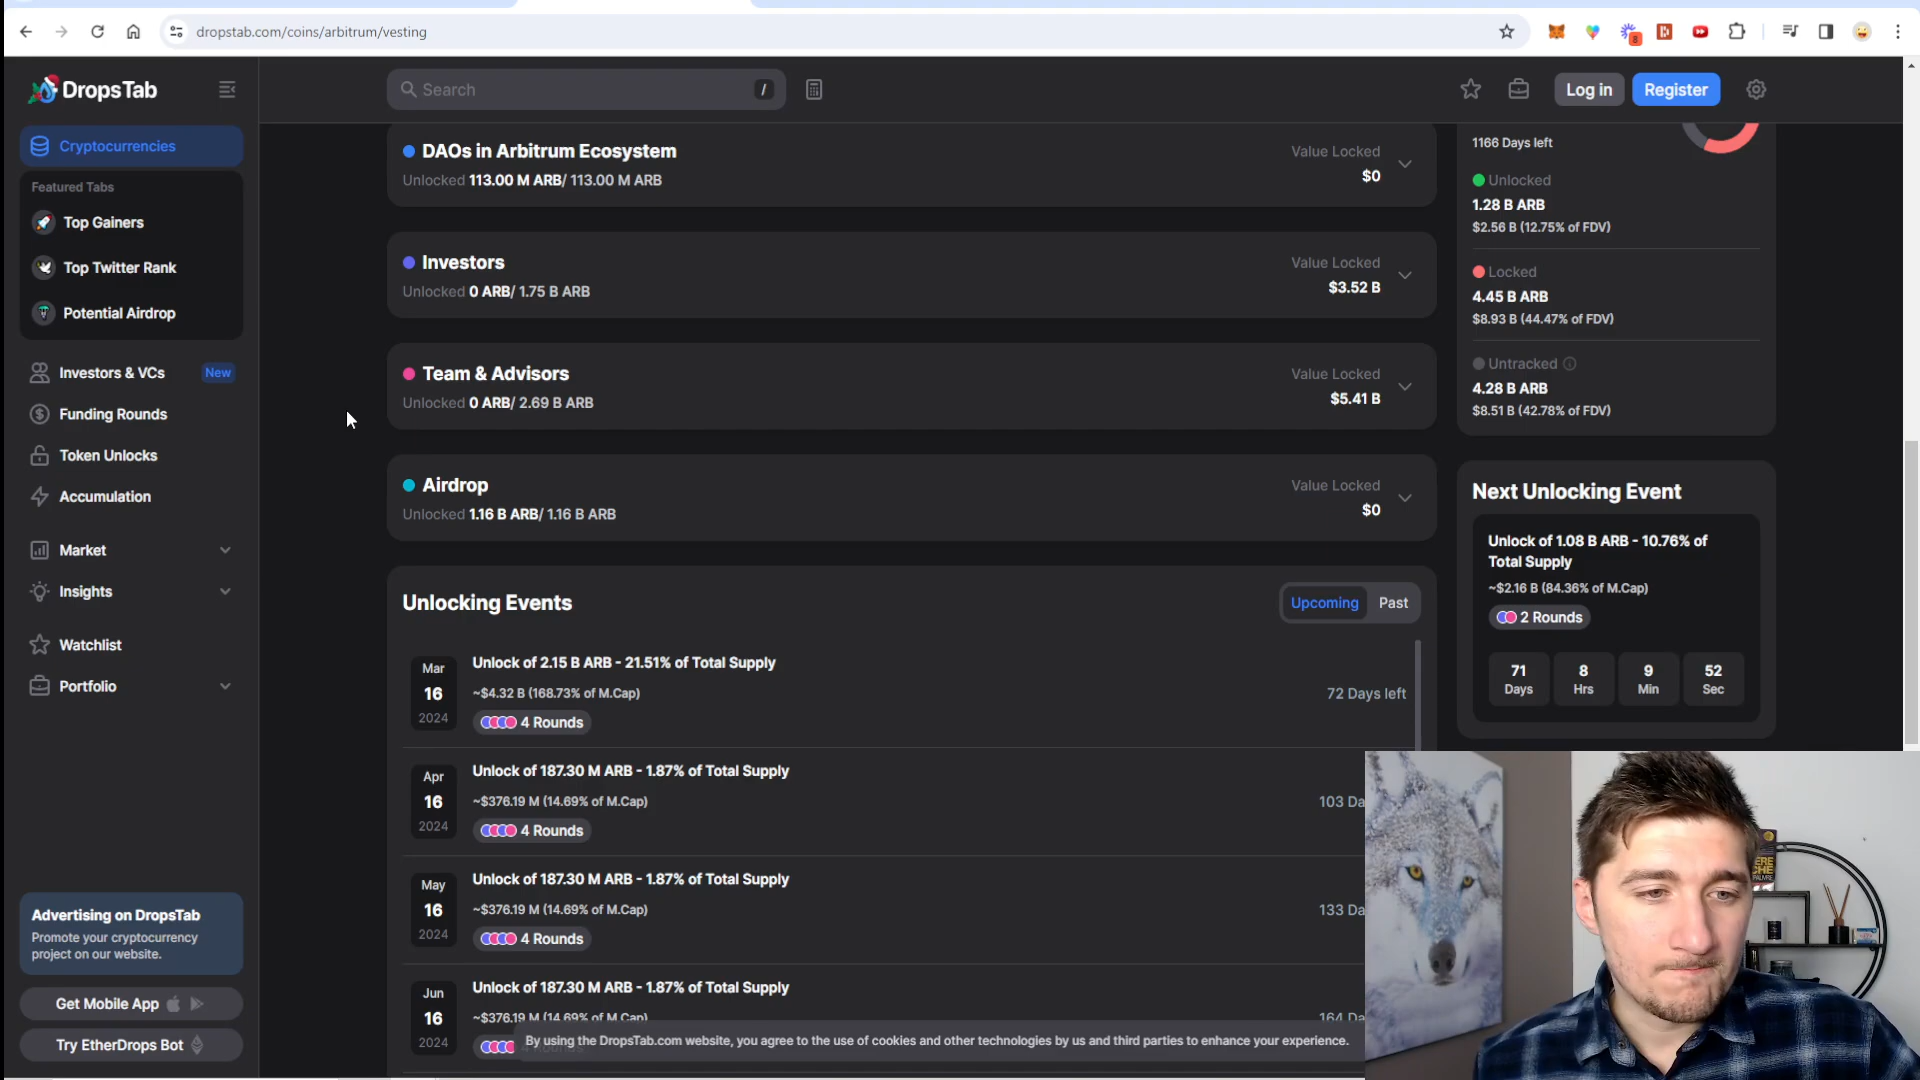 dropstab.com/coins/arbitrum/vesting
8
DropsTab
Search
/
Log in
Register
Cryptocurrencies
Featured Tabs
Top Gainers
Top Twitter Rank
Potential Airdrop
Investors & VCs
New
Funding Rounds
Token Unlocks
Accumulation
Market
Insights
Watchlist
Portfolio
Advertising on DropsTab
Promote your cryptocurrency
project on our website.
Get Mobile App
Try EtherDrops Bot
DAOs in Arbitrum Ecosystem
Unlocked 113.00 M ARB/ 113.00 M ARB
Value Locked
$0
Investors
Unlocked 0 ARB/ 1.75 B ARB
Value Locked
$3.52 B
Team & Advisors
Unlocked 0 ARB/ 2.69 B ARB
Value Locked
$5.41 B
Airdrop
Unlocked 1.16 B ARB/ 1.16 B ARB
Value Locked
$0
Unlocking Events
Upcoming
Past
Mar
16
2024
Unlock of 2.15 B ARB - 21.51% of Total Supply
~$4.32 B (168.73% of M.Cap)
4 Rounds
72 Days left
Apr
16
2024
Unlock of 187.30 M ARB - 1.87% of Total Supply
~$376.19 M (14.69% of M.Cap)
4 Rounds
103 Da
May
16
2024
Unlock of 187.30 M ARB - 1.87% of Total Supply
~$376.19 M (14.69% of M.Cap)
4 Rounds
133 Da
Jun
16
2024
Unlock of 187.30 M ARB - 1.87% of Total Supply
~$376.19 M (14.69% of M.Cap)
164 Da
By using the DropsTab.com website, you agree to the use of cookies and other technologies by us and third parties to enhance your experience.
1166 Days left
Unlocked
1.28 B ARB
$2.56 B (12.75% of FDV)
Locked
4.45 B ARB
$8.93 B (44.47% of FDV)
Untracked
4.28 B ARB
$8.51 B (42.78% of FDV)
Next Unlocking Event
Unlock of 1.08 B ARB - 10.76% of
Total Supply
~$2.16 B (84.36% of M.Cap)
2 Rounds
71
Days
8
Hrs
9
Min
52
Sec